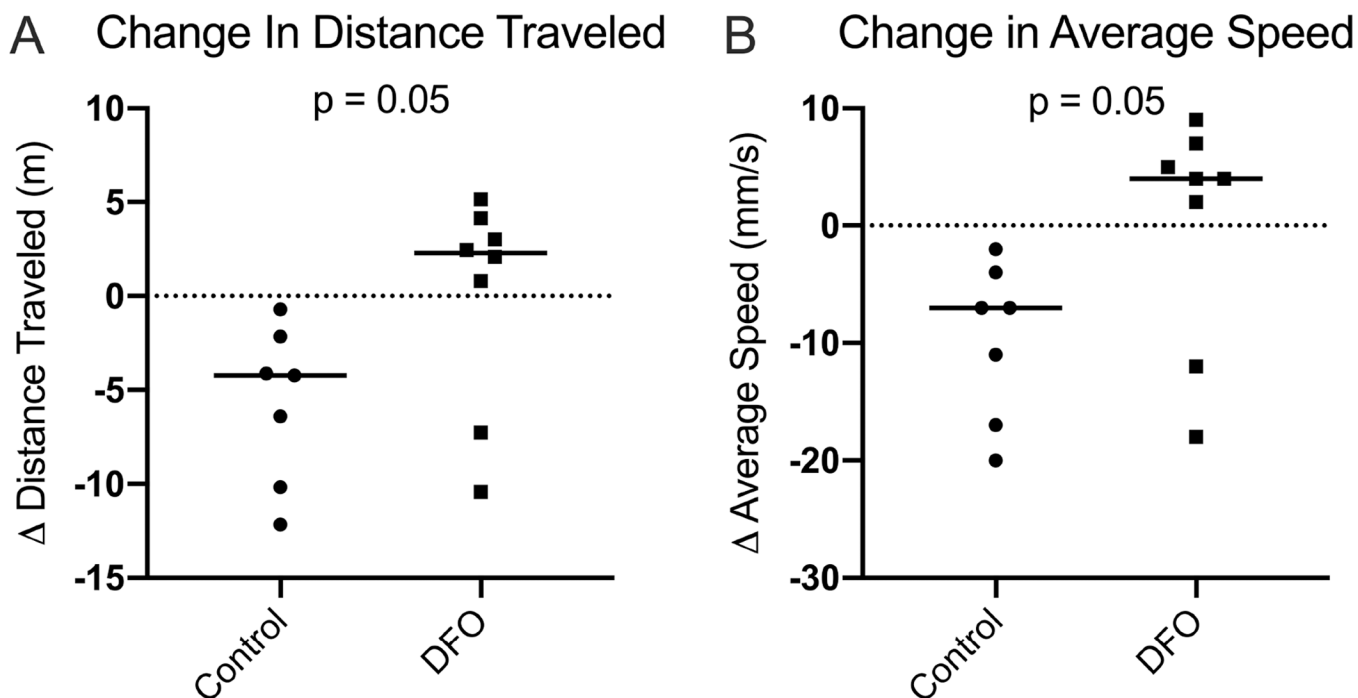 A Change In Distance Traveled
p = 0.05
Δ Distance Traveled (m)
10
5
0
-5
-10
-15
Control
DFO
B Change in Average Speed
p = 0.05
Δ Average Speed (mm/s)
10
0
-10
-20
-30
Control
DFO